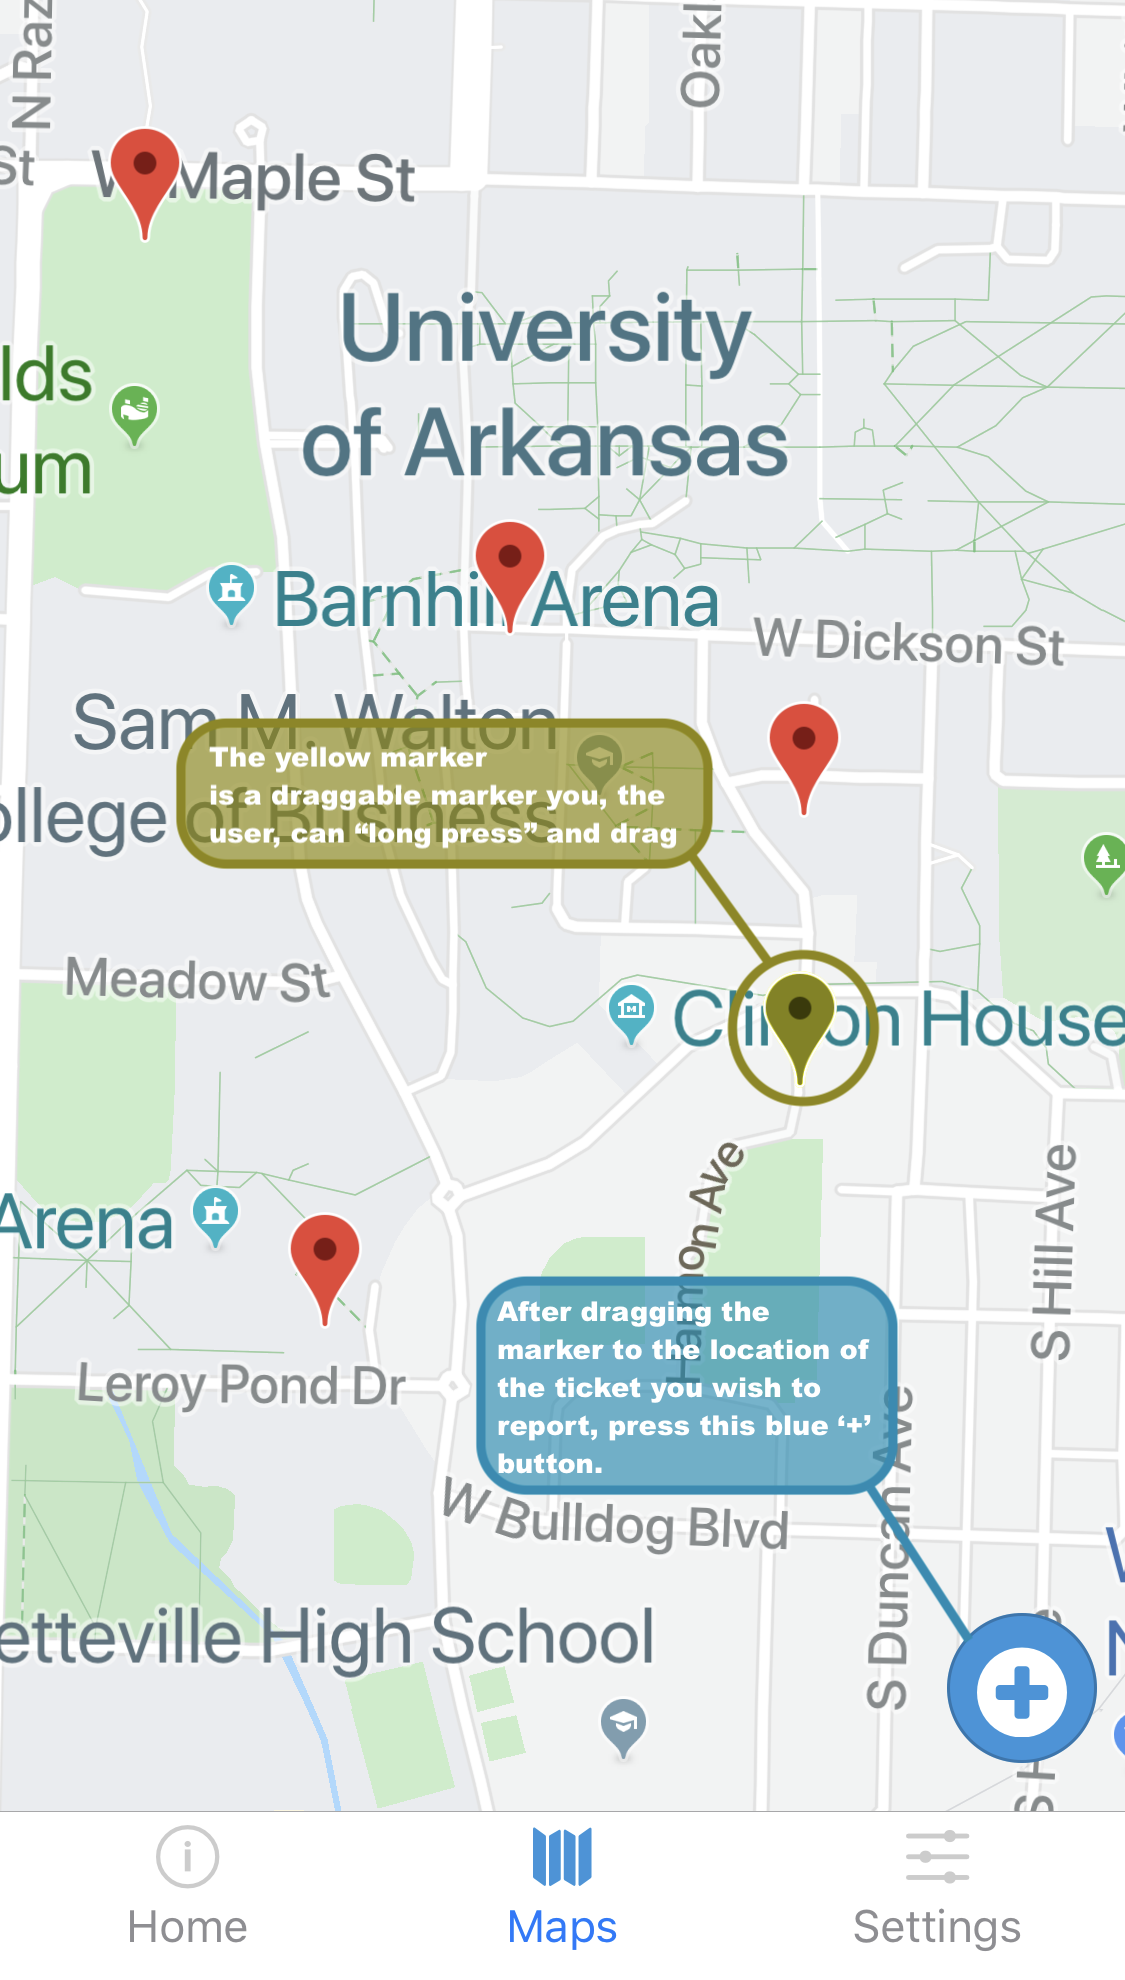 N Raz
Oakl
St
W Maple St
University
of Arkansas
lds
um
Barnhill Arena
W Dickson St
Sam M. Walton
ollege of Business
The yellow marker
is a draggable marker you, the
user, can “long press” and drag
Meadow St
Clinton House
Harmon Ave
Arena
S Hill Ave
After dragging the
marker to the location of
the ticket you wish to
report, press this blue ‘+’
button.
Leroy Pond Dr
W Bulldog Blvd
S Duncan Ave
etteville High School
Home
Maps
Settings